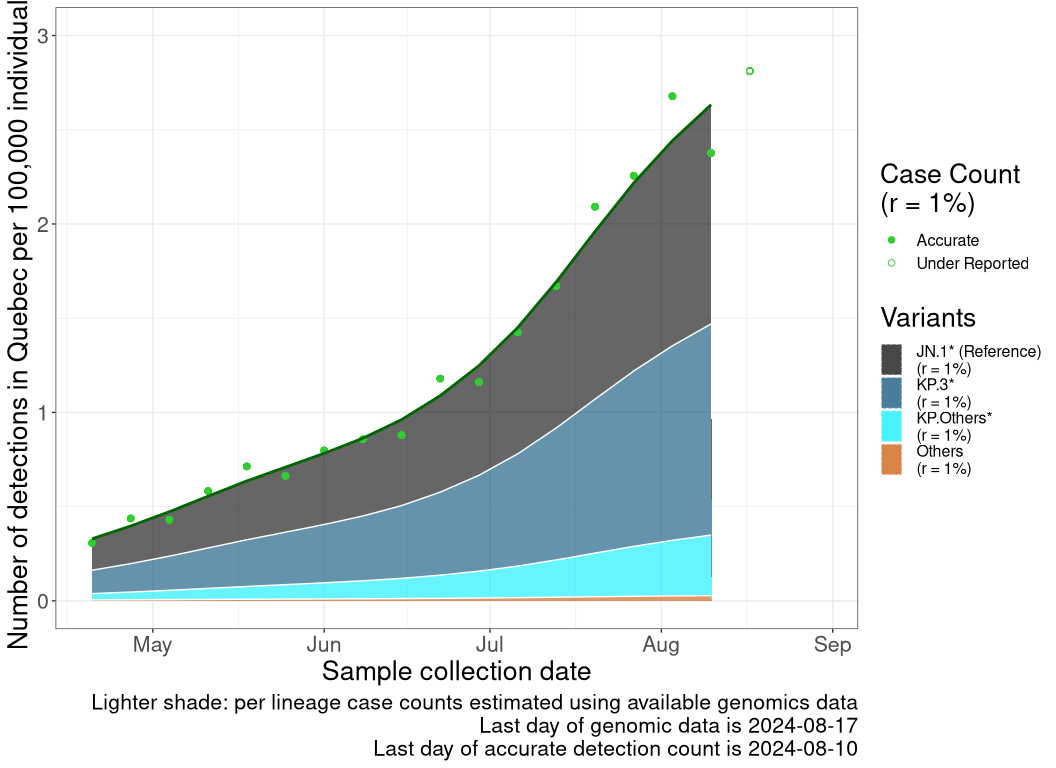 Number of detections in Quebec per 100,000 individual
3
2
1
0
May
Jun
Jul
Aug
Sep
Sample collection date
Lighter shade: per lineage case counts estimated using available genomics data
Last day of genomic data is 2024-08-17
Last day of accurate detection count is 2024-08-10
Case Count
(r = 1%)
Accurate
Under Reported
Variants
JN.1* (Reference)
(r = 1%)
KP.3*
(r = 1%)
KP.Others*
(r = 1%)
Others
(r = 1%)